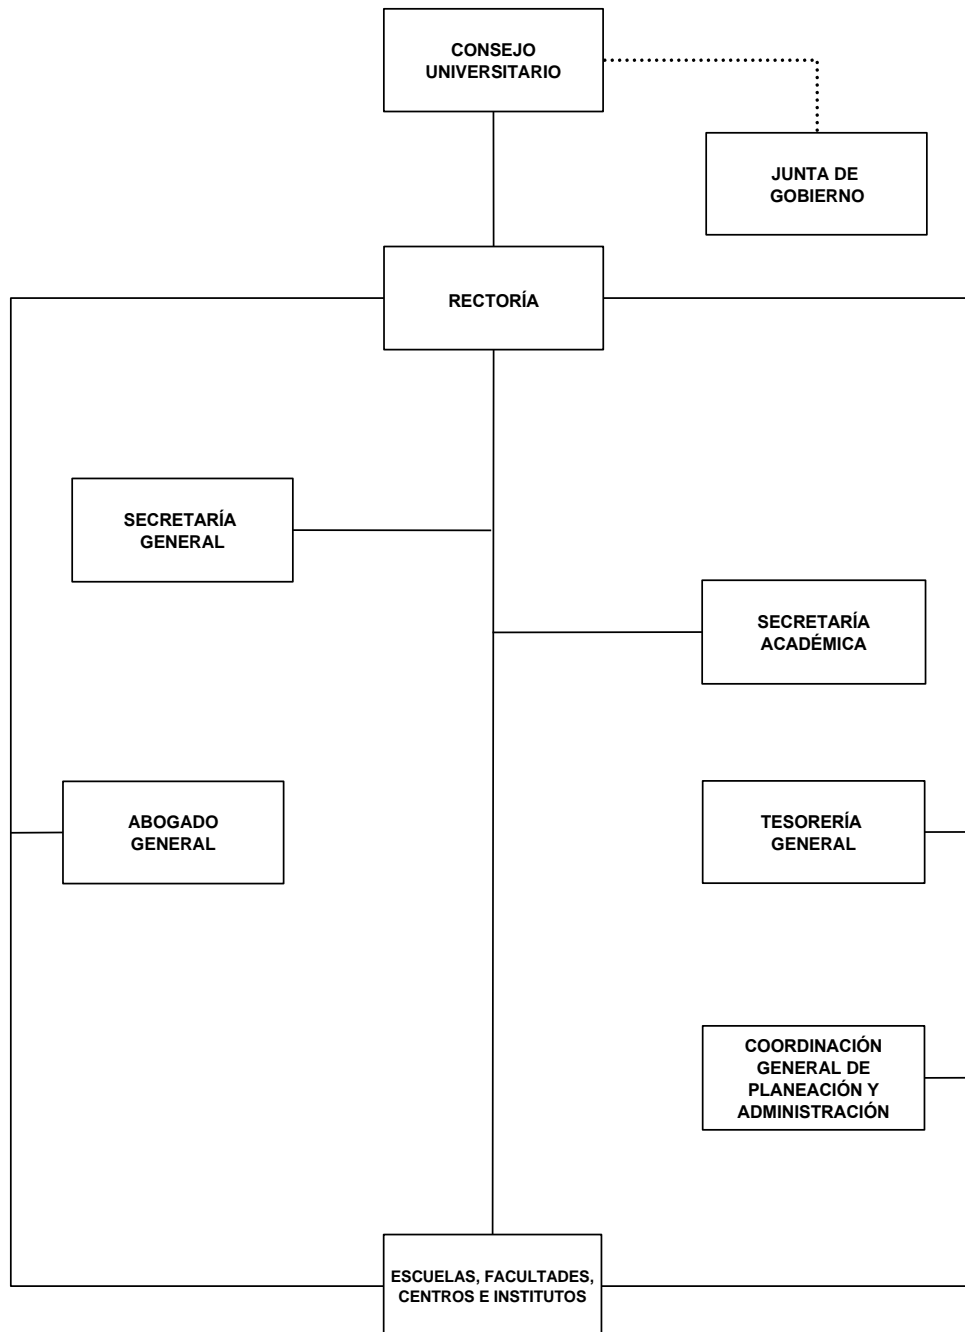 CONSEJO
UNIVERSITARIO
JUNTA DE
GOBIERNO
RECTORÍA
SECRETARÍA
GENERAL
SECRETARÍA
ACADÉMICA
ABOGADO
GENERAL
TESORERÍA
GENERAL
COORDINACIÓN
GENERAL DE
PLANEACIÓN Y
ADMINISTRACIÓN
ESCUELAS, FACULTADES,
CENTROS E INSTITUTOS